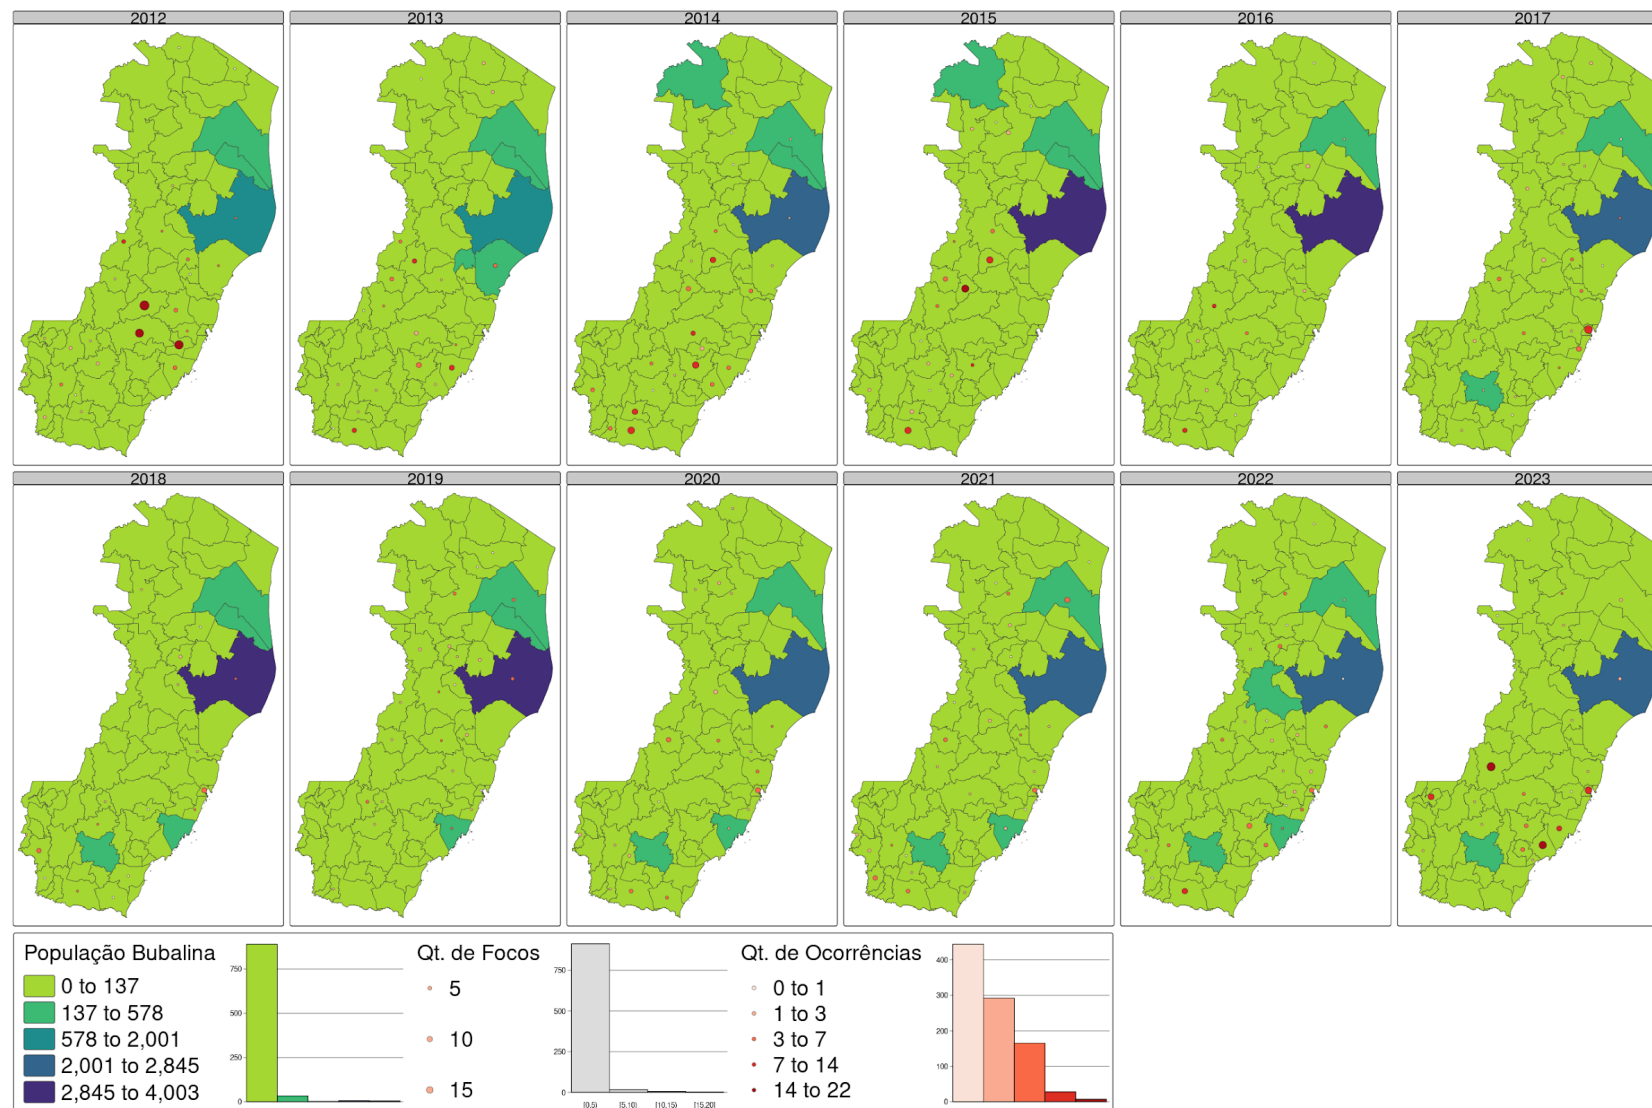 2012
2013
2014
2015
2016
2017
2018
2019
2020
2021
2022
2023
População Bubalina
0 to 137
137 to 578
578 to 2,001
2,001 to 2,845
2,845 to 4,003
750
500
250
0
Qt. de Focos
5
10
15
750
500
250
0
[0,5)
[5,10)
[10,15)
[15,20]
Qt. de Ocorrências
0 to 1
1 to 3
3 to 7
7 to 14
14 to 22
400
300
200
100
0